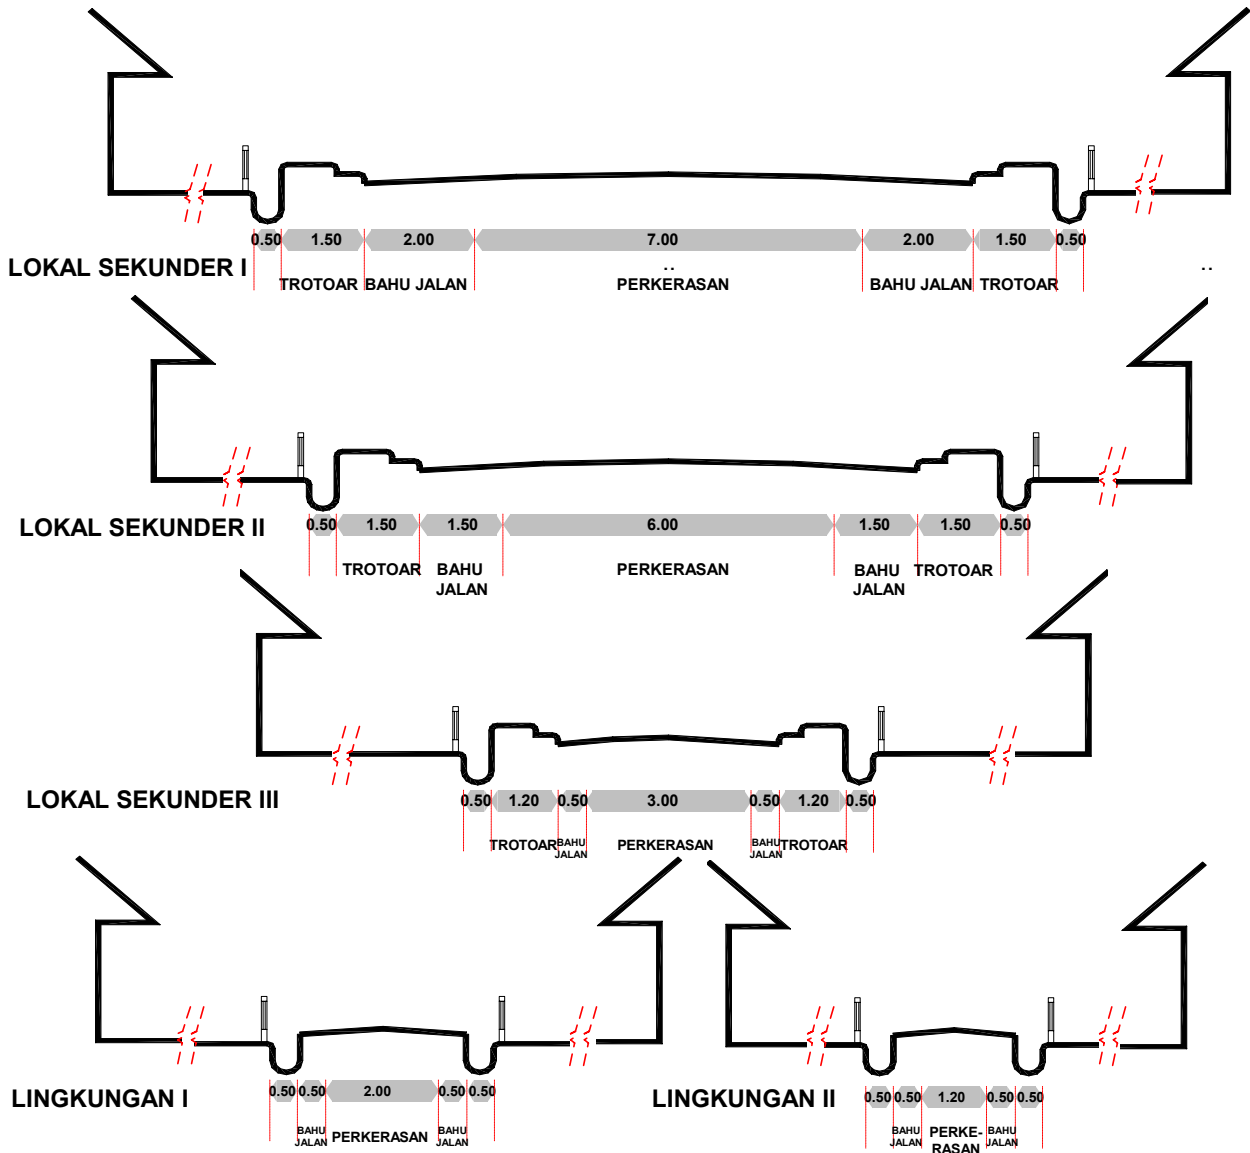 0.50 1.50 2.00 7.00 2.00 1.50 0.50
LOKAL SEKUNDER I
..
..
TROTOAR BAHU JALAN PERKERASAN BAHU JALAN TROTOAR
0.50 1.50 1.50 6.00 1.50 1.50 0.50
LOKAL SEKUNDER II
TROTOAR BAHU PERKERASAN BAHU TROTOAR
JALAN JALAN
0.50 1.20 0.50 3.00 0.50 1.20 0.50
LOKAL SEKUNDER III
TROTOAR BAHU PERKERASAN BAHU TROTOAR
JALAN JALAN
0.50 0.50 2.00 0.50 0.50
LINGKUNGAN I
BAHU PERKERASAN BAHU
JALAN JALAN
0.50 0.50 1.20 0.50 0.50
LINGKUNGAN II
BAHU PERKE- BAHU
JALAN RASAN JALAN